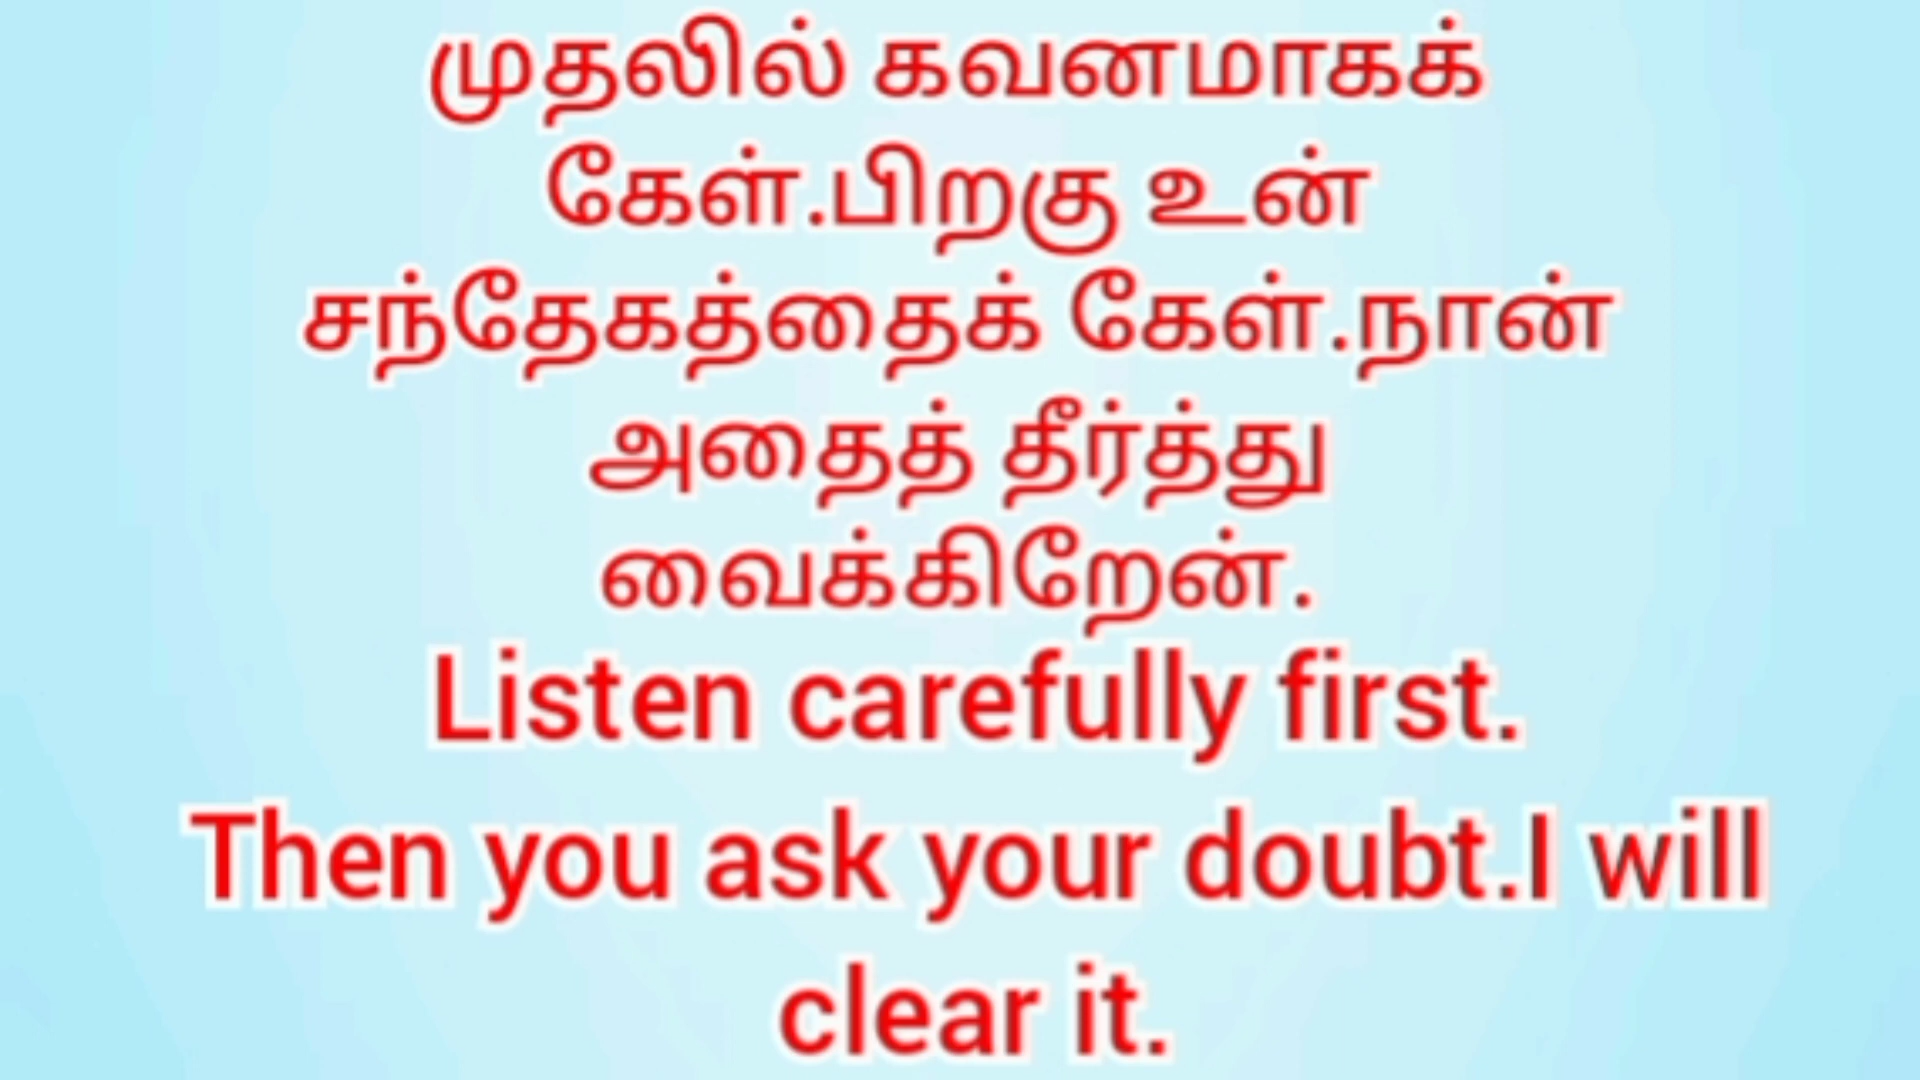 முதலில் கவனமாகக்
கேள்.பிறகு உன்
சந்தேகத்தைக் கேள்.நான்
அதைத் தீர்த்து
வைக்கிறேன்.
Listen carefully first.
Then you ask your doubt.I will
clear it.